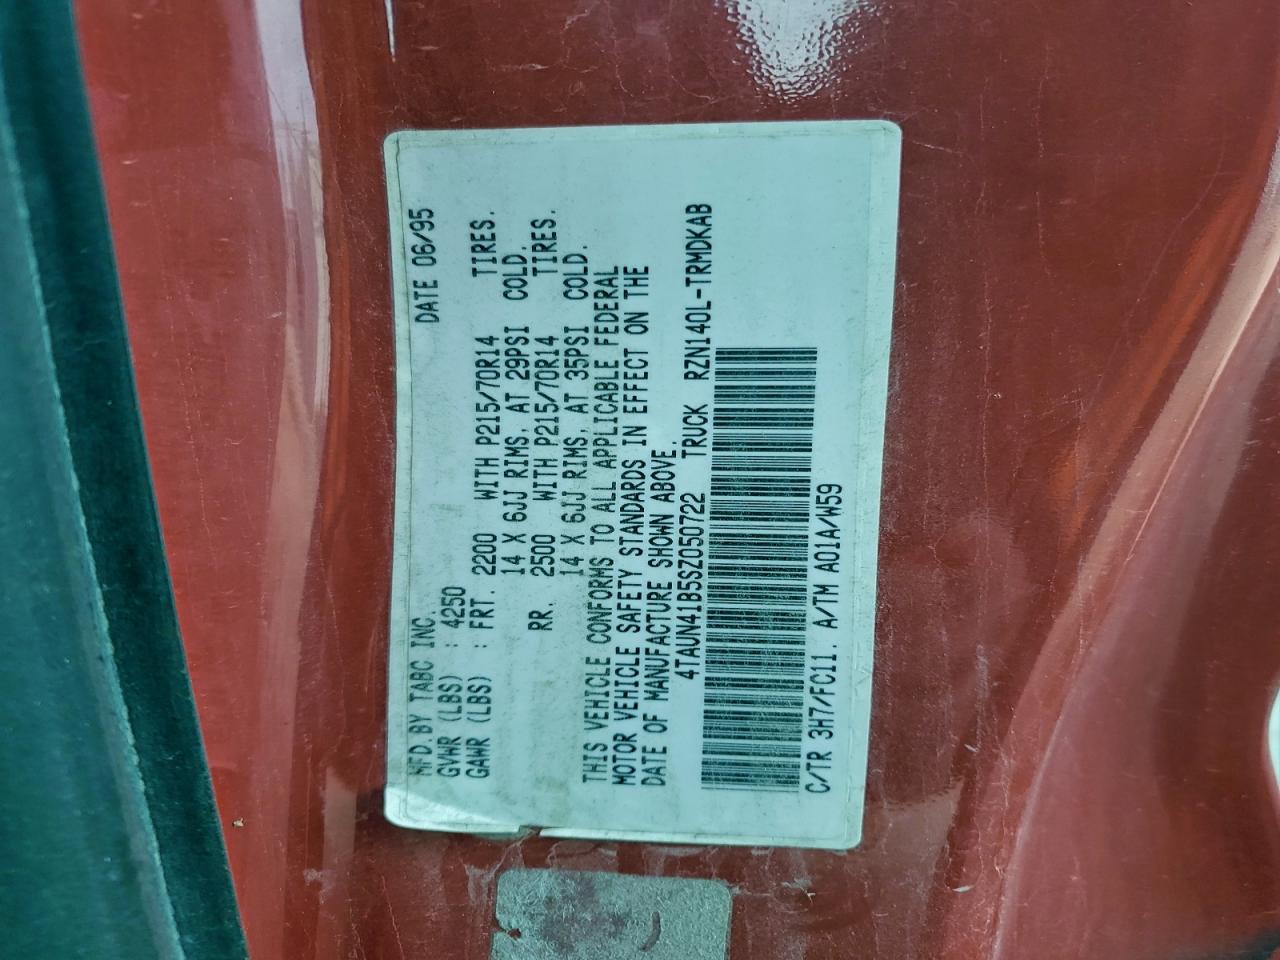 MFD.BY TABC INC. DATE 06/95
GVWR (LBS) : 4250
GAWR (LBS) : FRT. 2200 WITH P215/70R14 TIRES.
14 X 6JJ RIMS, AT 29PSI COLD.
RR. 2500 WITH P215/70R14 TIRES.
14 X 6JJ RIMS, AT 35PSI COLD.
THIS VEHICLE CONFORMS TO ALL APPLICABLE FEDERAL
MOTOR VEHICLE SAFETY STANDARDS IN EFFECT ON THE
DATE OF MANUFACTURE SHOWN ABOVE.
4TAUN41B5SZ050722 TRUCK RZN140L-TRMDKAB
C/TR 3H7/FC11. A/TM A01A/W59